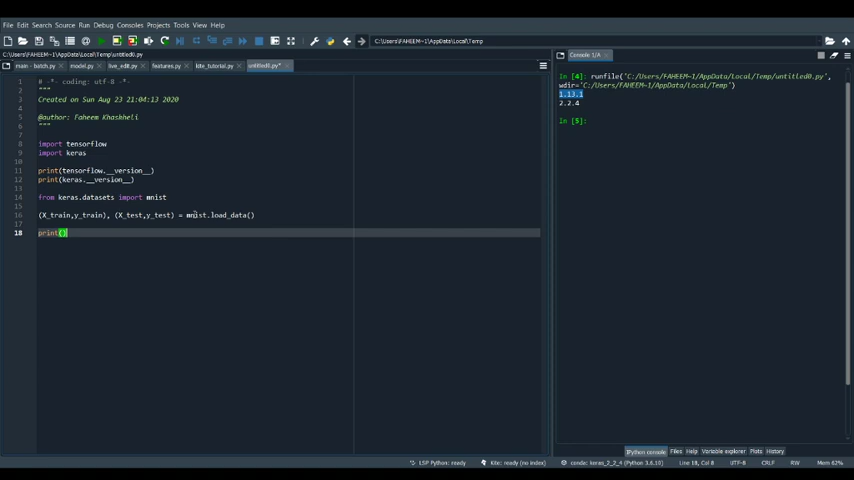 File Edit Search Source Run Debug Consoles Projects Tools View Help
C:\Users\FAHEEM~1\AppData\Local\Temp
C:\Users\FAHEEM~1\AppData\Local\Temp\untitled0.py
main - batch.py
model.py
live_edit.py
features.py
kite_tutorial.py
untitled0.py*
1 # -*- coding: utf-8 -*-
2 """
3 Created on Sun Aug 23 21:04:13 2020
4
5 @author: Faheem Khaskheli
6 """
7
8 import tensorflow
9 import keras
10
11 print(tensorflow.__version__)
12 print(keras.__version__)
13
14 from keras.datasets import mnist
15
16 (X_train,y_train), (X_test,y_test) = mnist.load_data()
17
18 print()
Console 1/A
In [4]: runfile('C:/Users/FAHEEM~1/AppData/Local/Temp/untitled0.py',
wdir='C:/Users/FAHEEM~1/AppData/Local/Temp')
1.13.1
2.2.4
In [5]:
IPython console Files Help Variable explorer Plots History
LSP Python: ready Kite: ready (no index) conda: keras_2_2_4 (Python 3.6.10) Line 18, Col 8 UTF-8 CRLF RW Mem 62%